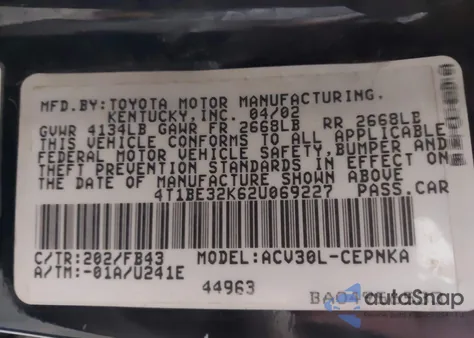 MFD.BY:TOYOTA MOTOR MANUFACTURING,
KENTUCKY,INC. 04/02
GVWR 4134LB GAWR FR 2668LB RR 2668LB
THIS VEHICLE CONFORMS TO ALL APPLICABLE
FEDERAL MOTOR VEHICLE SAFETY,BUMPER AND
THEFT PREVENTION STANDARDS IN EFFECT ON
THE DATE OF MANUFACTURE SHOWN ABOVE
4T1BE32K62U069227 PASS.CAR
C/TR:202/FB43 MODEL:ACV30L-CEPNKA
A/TM:-01A/U241E
44963
autoSnap